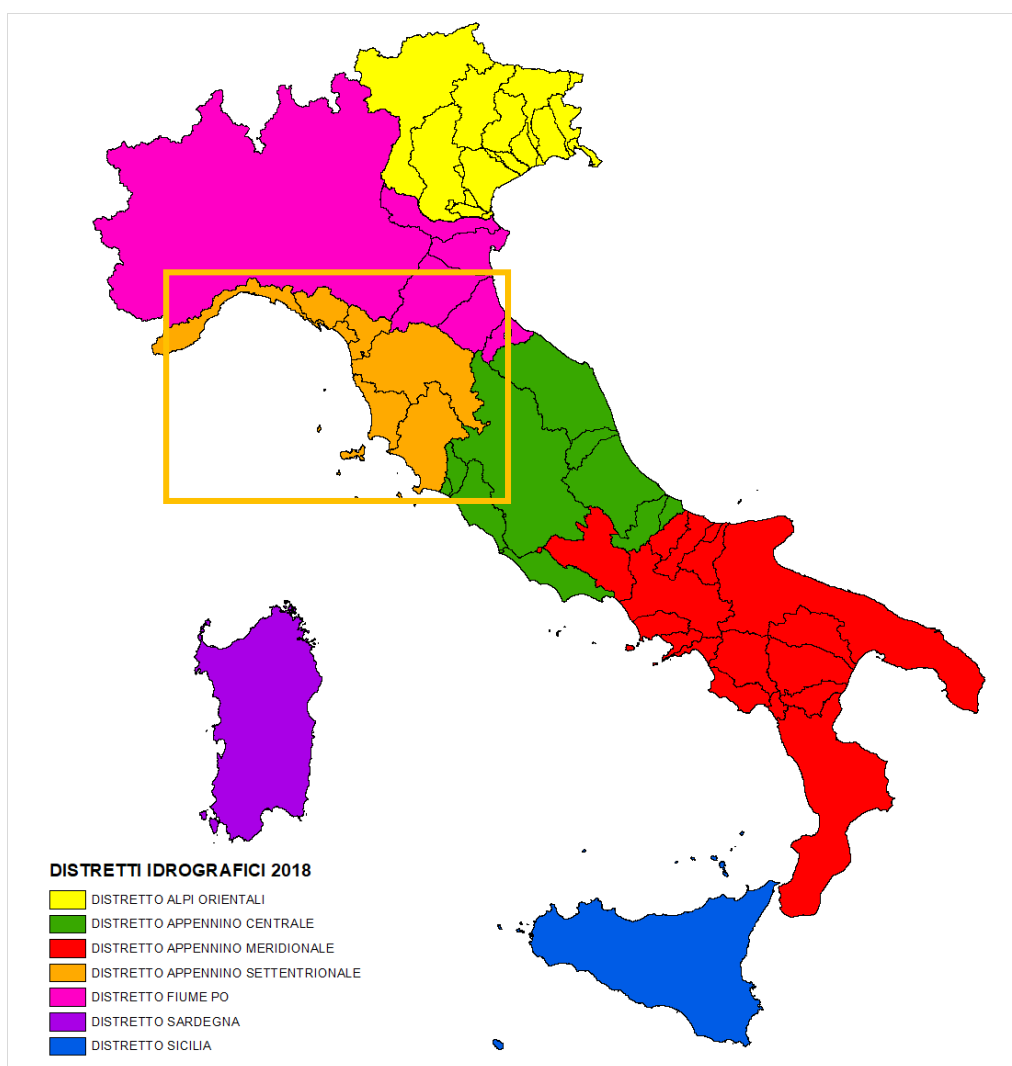 DISTRETTI IDROGRAFICI 2018
DISTRETTO ALPI ORIENTALI
DISTRETTO APPENNINO CENTRALE
DISTRETTO APPENNINO MERIDIONALE
DISTRETTO APPENNINO SETTENTRIONALE
DISTRETTO FIUME PO
DISTRETTO SARDEGNA
DISTRETTO SICILIA